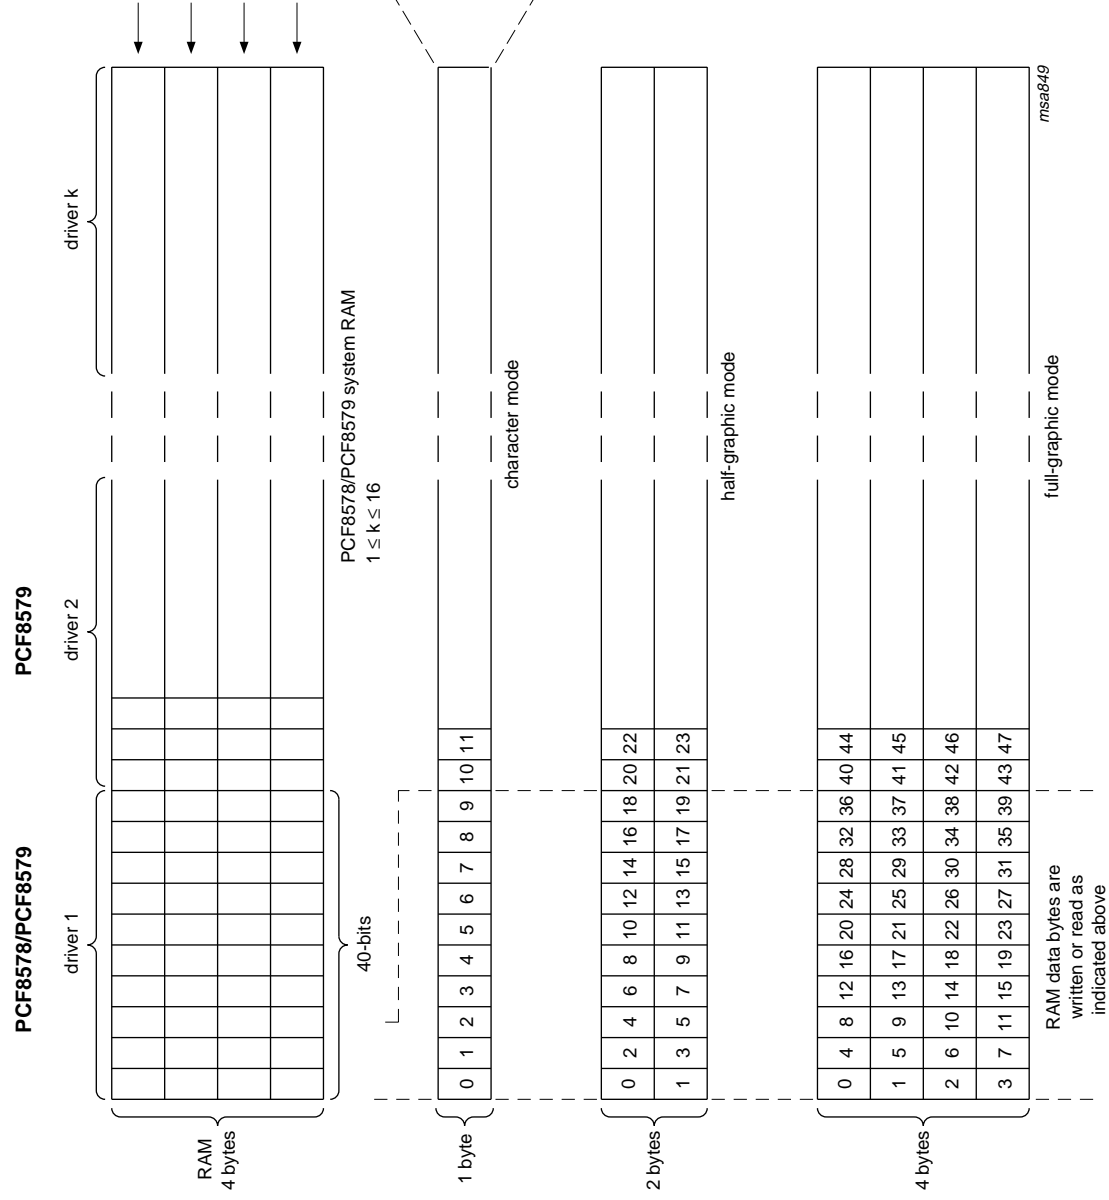 PCF8578/PCF8579
PCF8579
driver 1
driver 2
driver k
RAM
4 bytes
40-bits
PCF8578/PCF8579 system RAM
1 ≤ k ≤ 16
1 byte
0 1 2 3 4 5 6 7 8 9 10 11
character mode
2 bytes
0 2 4 6 8 10 12 14 16 18 20 22
1 3 5 7 9 11 13 15 17 19 21 23
half-graphic mode
4 bytes
0 4 8 12 16 20 24 28 32 36 40 44
1 5 9 13 17 21 25 29 33 37 41 45
2 6 10 14 18 22 26 30 34 38 42 46
3 7 11 15 19 23 27 31 35 39 43 47
full-graphic mode
RAM data bytes are
written or read as
indicated above
msa849